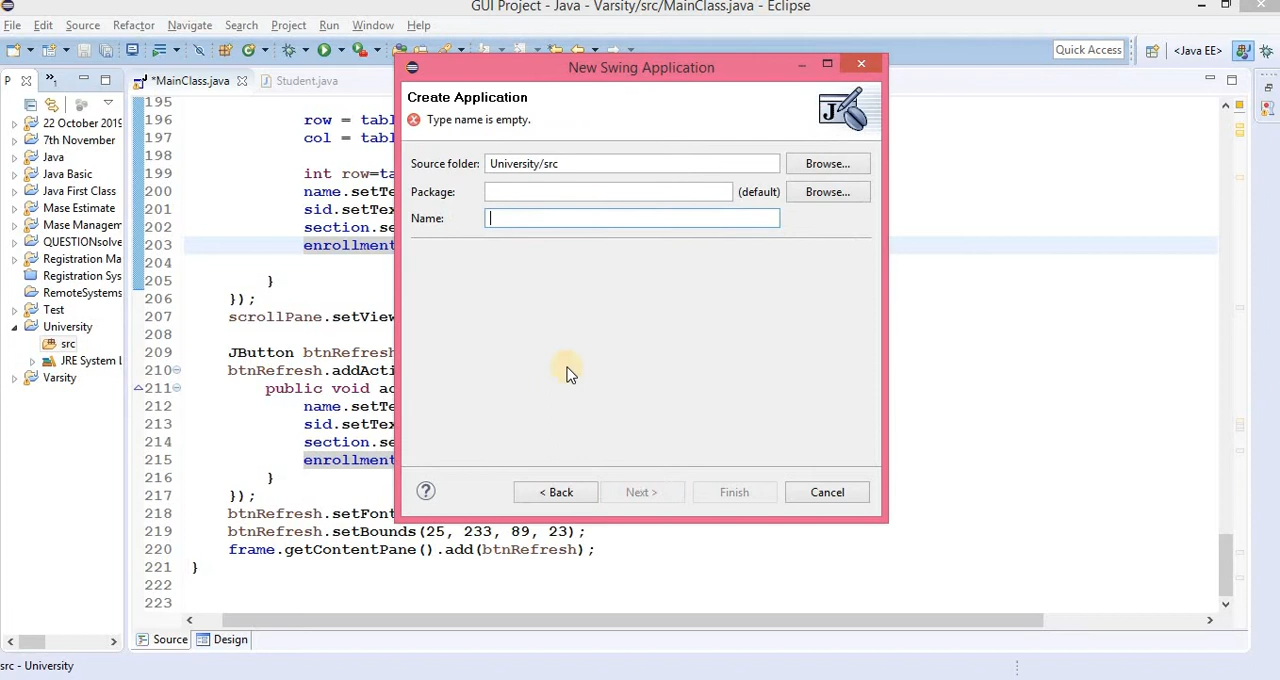 GUI Project - Java - Varsity/src/MainClass.java - Eclipse
File Edit Source Refactor Navigate Search Project Run Window Help
Quick Access
<Java EE>
P
»1
*MainClass.java
Student.java
22 October 2019
7th November
Java
Java Basic
Java First Class
Mase Estimate
Mase Managem
QUESTIONsolve
Registration Ma
Registration Sys
RemoteSystems
Test
University
src
JRE System L
Varsity
195
196 row = tabl
197 col = tabl
198
199 int row=ta
200 name.setTe
201 sid.setTex
202 section.se
203 enrollment
204
205 }
206 });
207 scrollPane.setView
208
209 JButton btnRefresh
210 btnRefresh.addActi
211 public void ac
212 name.setTe
213 sid.setTex
214 section.se
215 enrollment
216 }
217 });
218 btnRefresh.setFont
219 btnRefresh.setBounds(25, 233, 89, 23);
220 frame.getContentPane().add(btnRefresh);
221 }
222
223
Source Design
src - University
New Swing Application
Create Application
Type name is empty.
J
Source folder: University/src Browse...
Package: (default) Browse...
Name:
? < Back Next > Finish Cancel